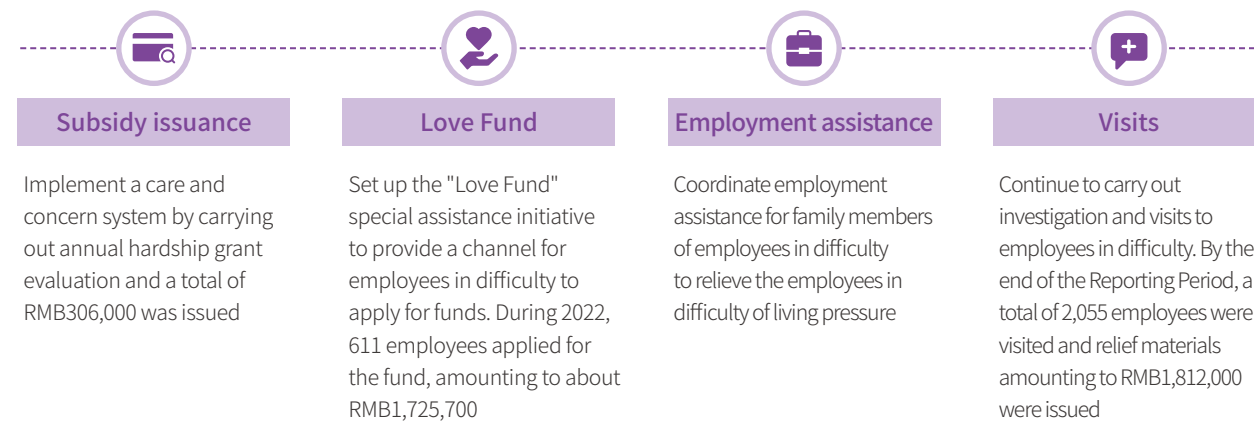 Subsidy issuance
Implement a care and
concern system by carrying
out annual hardship grant
evaluation and a total of
RMB306,000 was issued
Love Fund
Set up the "Love Fund"
special assistance initiative
to provide a channel for
employees in difficulty to
apply for funds. During 2022,
611 employees applied for
the fund, amounting to about
RMB1,725,700
Employment assistance
Coordinate employment
assistance for family members
of employees in difficulty
to relieve the employees in
difficulty of living pressure
Visits
Continue to carry out
investigation and visits to
employees in difficulty. By the
end of the Reporting Period, a
total of 2,055 employees were
visited and relief materials
amounting to RMB1,812,000
were issued